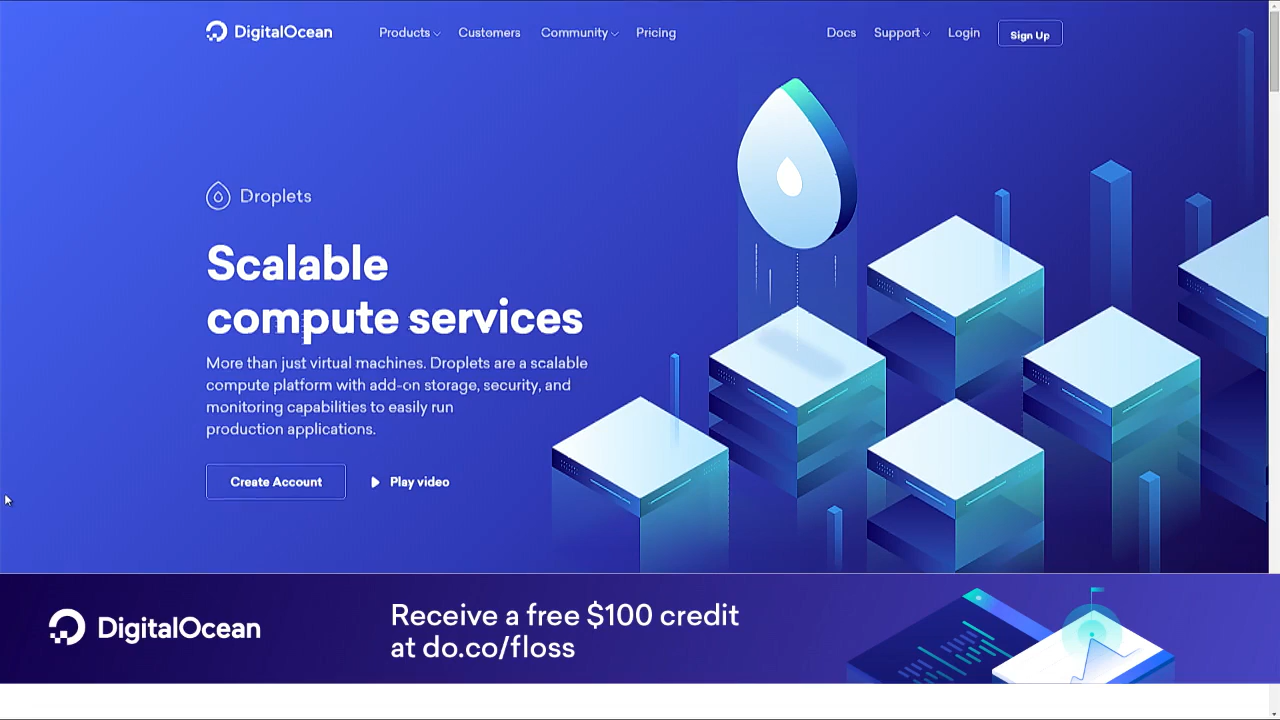 DigitalOcean
Products
Customers
Community
Pricing
Docs
Support
Login
Sign Up
Droplets
Scalable
compute services
More than just virtual machines. Droplets are a scalable
compute platform with add-on storage, security, and
monitoring capabilities to easily run
production applications.
Create Account
Play video
DigitalOcean
Receive a free $100 credit
at do.co/floss